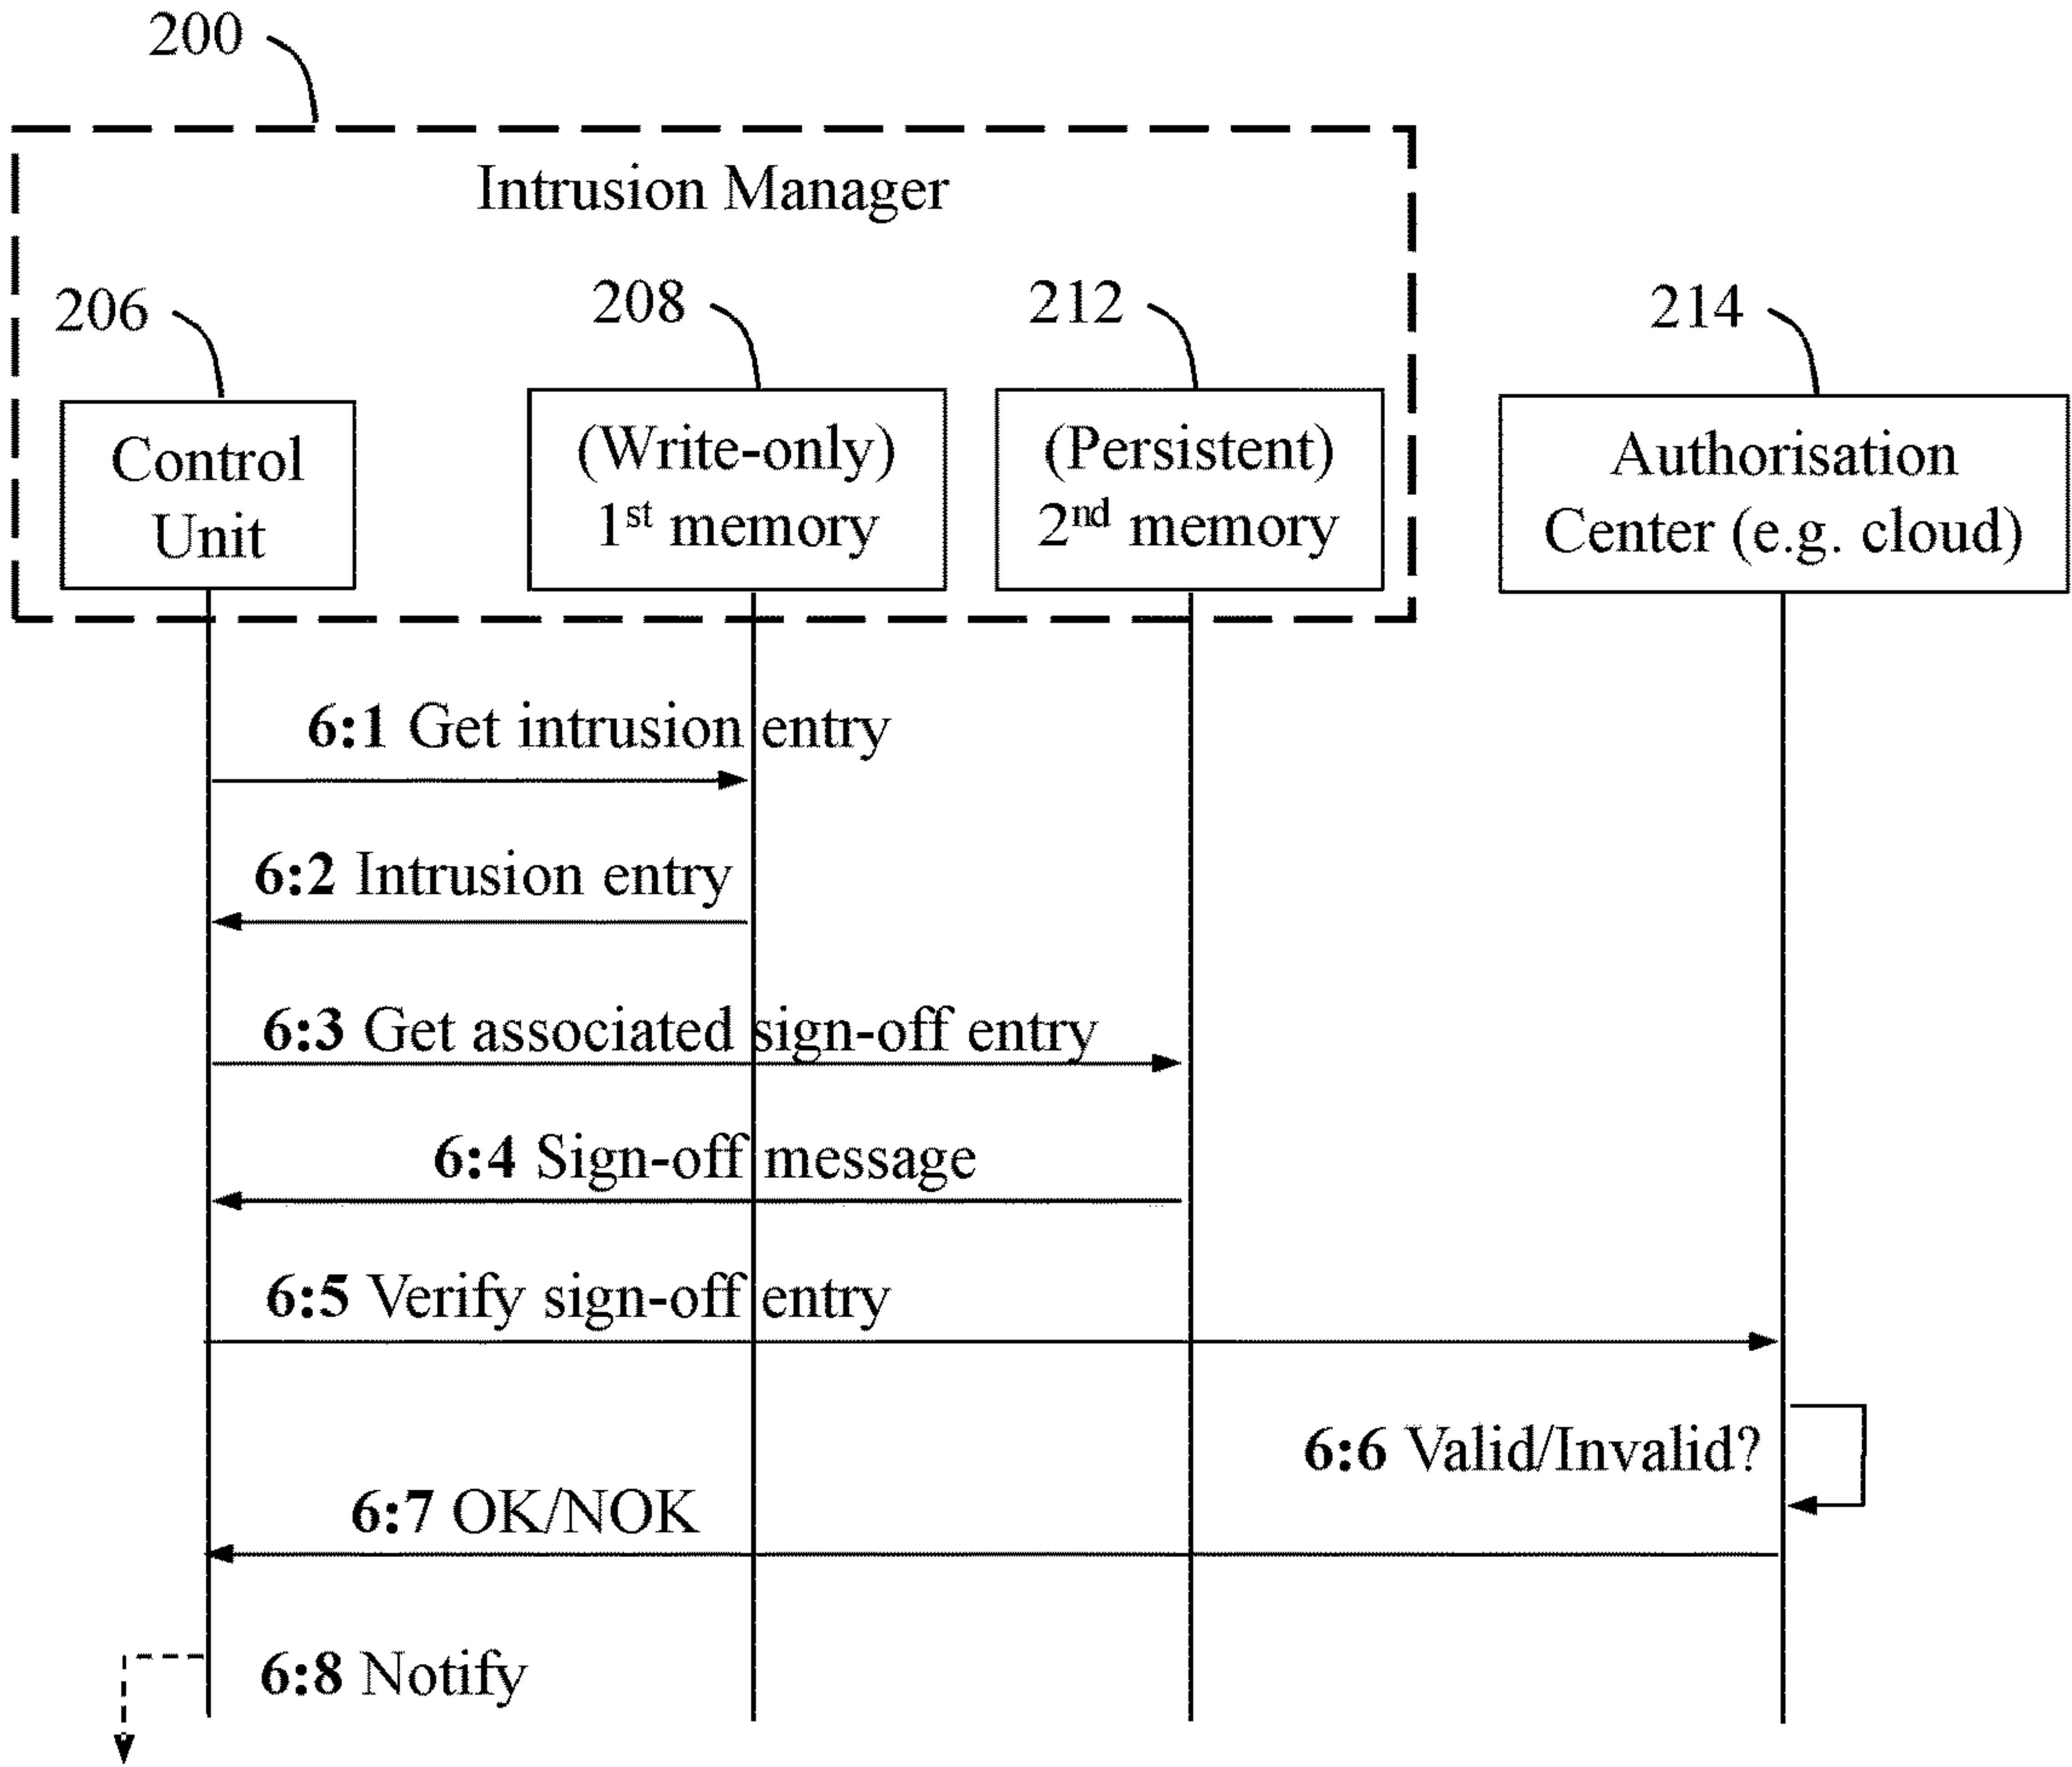 200
Intrusion Manager
206
208
212
214
Control
Unit
(Write-only)
1st memory
(Persistent)
2nd memory
Authorisation
Center (e.g. cloud)
6:1 Get intrusion entry
6:2 Intrusion entry
6:3 Get associated sign-off entry
6:4 Sign-off message
6:5 Verify sign-off entry
6:6 Valid/Invalid?
6:7 OK/NOK
6:8 Notify